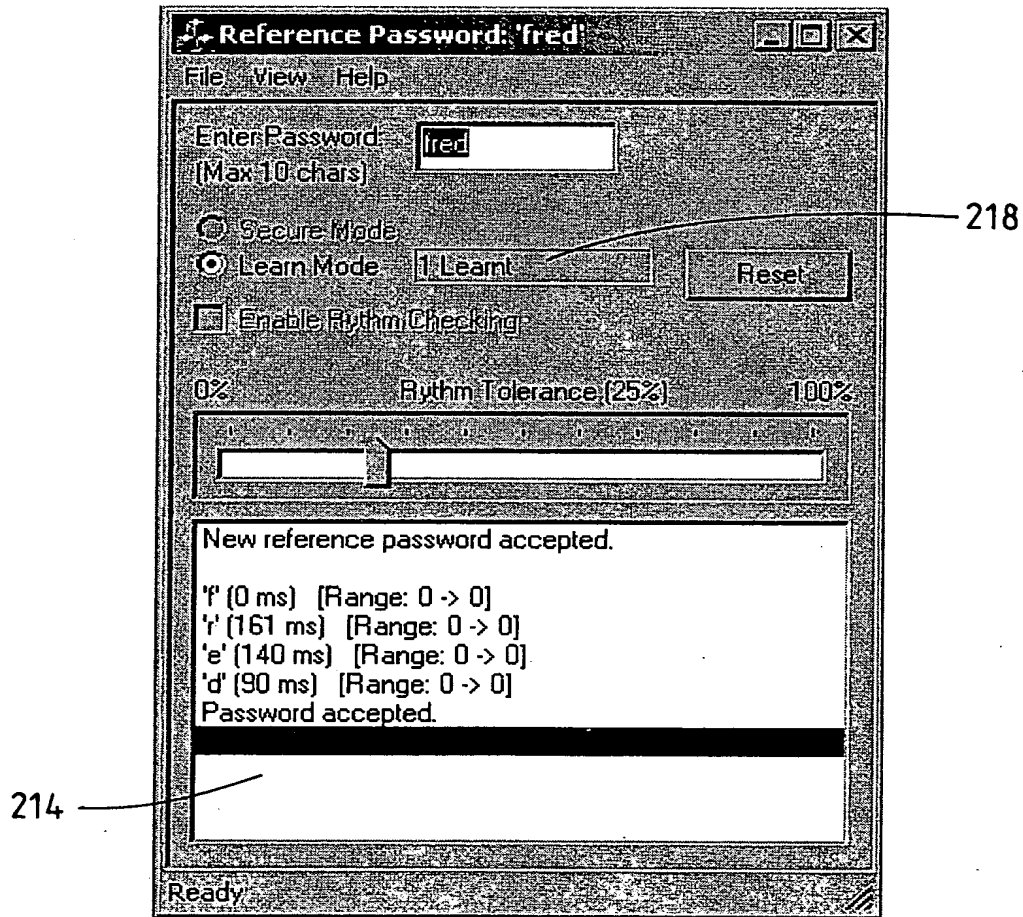 Reference Password: 'fred'
File View Help
Enter Password:
(Max 10 chars)
fred
218
Secure Mode
Learn Mode
1 Learnt
Reset
Enable Rythm Checking
0% Rythm Tolerance (25%) 100%
New reference password accepted.
'f' (0 ms) [Range: 0 -> 0]
'r' (161 ms) [Range: 0 -> 0]
'e' (140 ms) [Range: 0 -> 0]
'd' (90 ms) [Range: 0 -> 0]
Password accepted.
214
Ready